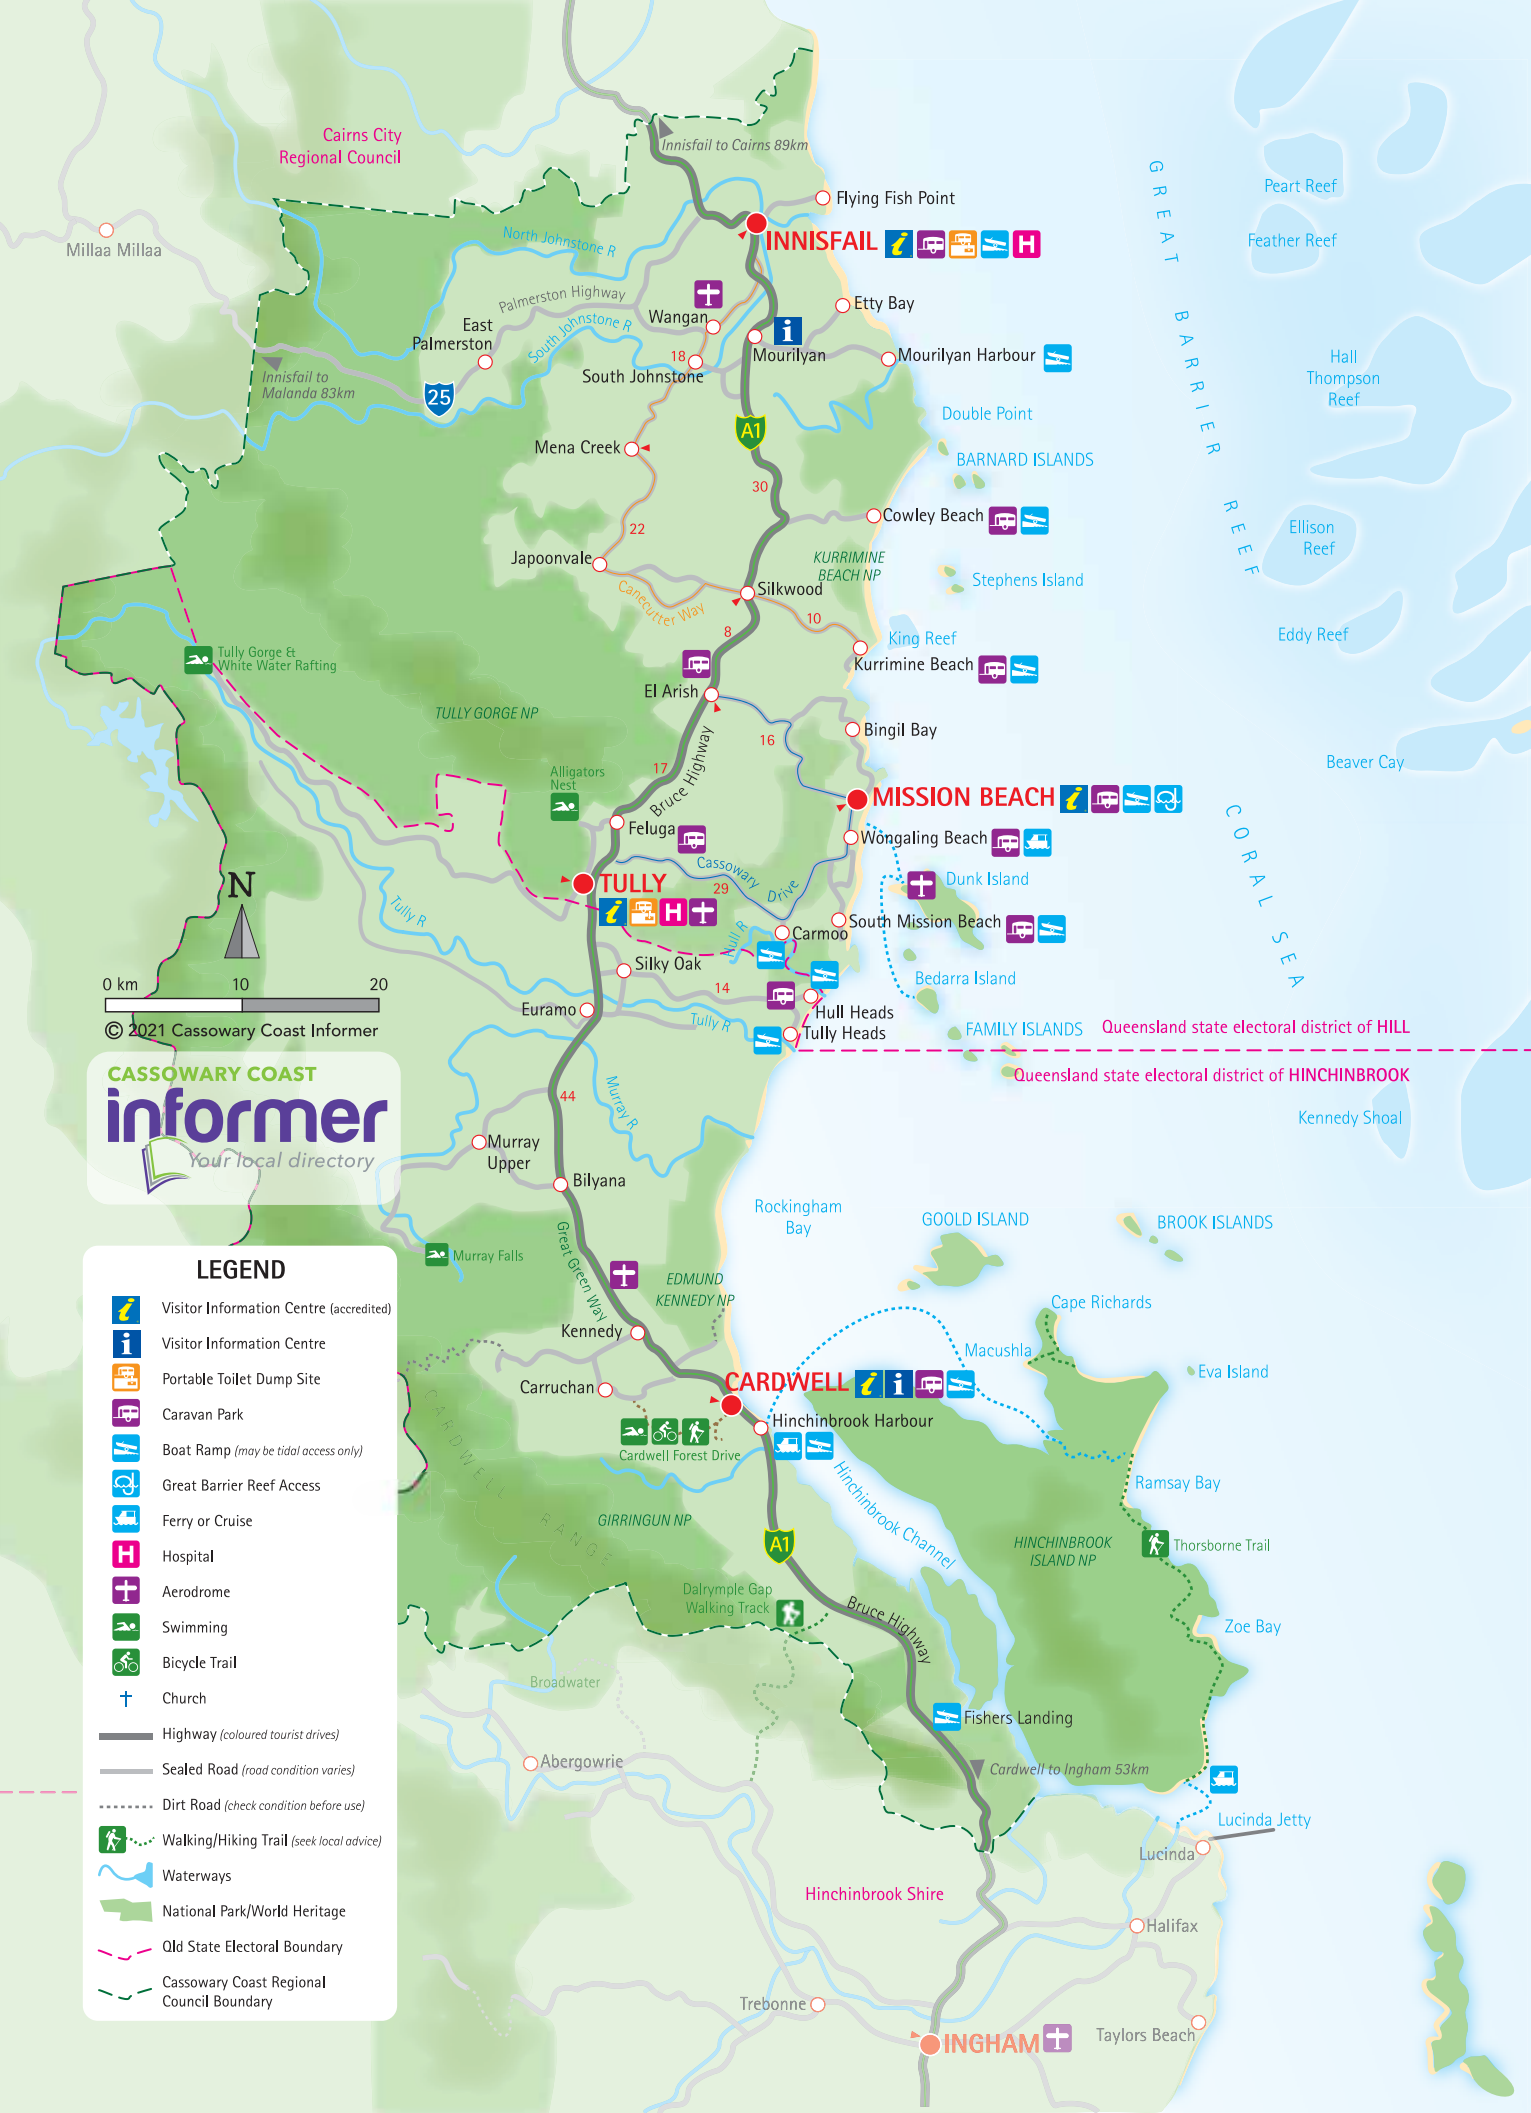 Cairns City
Regional Council
Innisfail to Cairns 89km
Millaa Millaa
Flying Fish Point
INNISFAIL
North Johnstone R
Palmerston Highway
South Johnstone R
East
Palmerston
Wangan
Etty Bay
Mourilyan
Mourilyan Harbour
18
South Johnstone
Innisfail to
Malanda 83km
25
A1
Double Point
Mena Creek
BARNARD ISLANDS
30
Cowley Beach
22
Japoonvale
KURRIMINE
BEACH NP
Stephens Island
Silkwood
Canecutter Way
10
8
King Reef
Kurrimine Beach
Tully Gorge &
White Water Rafting
El Arish
TULLY GORGE NP
Bingil Bay
16
17
Bruce Highway
Alligators
Nest
MISSION BEACH
Feluga
Wongaling Beach
Cassowary Drive
29
Dunk Island
TULLY
South Mission Beach
Carmoo
Hull R
Tully R
Silky Oak
Bedarra Island
14
Euramo
Hull Heads
Tully Heads
Tully R
FAMILY ISLANDS
Queensland state electoral district of HILL
Queensland state electoral district of HINCHINBROOK
GREAT BARRIER REEF
CORAL SEA
Peart Reef
Feather Reef
Hall
Thompson
Reef
Ellison
Reef
Eddy Reef
Beaver Cay
Kennedy Shoal
N
0 km 10 20
© 2021 Cassowary Coast Informer
CASSOWARY COAST
informer
Your local directory
44
Murray R
Murray
Upper
Bilyana
Great Green Way
Murray Falls
Rockingham
Bay
GOOLD ISLAND
BROOK ISLANDS
EDMUND
KENNEDY NP
Kennedy
Cape Richards
Macushla
Eva Island
Carruchan
CARDWELL
Hinchinbrook Harbour
Cardwell Forest Drive
CARDWELL RANGE
Hinchinbrook Channel
Ramsay Bay
GIRRINGUN NP
A1
HINCHINBROOK
ISLAND NP
Thorsborne Trail
Dalrymple Gap
Walking Track
Bruce Highway
Zoe Bay
Broadwater
Fishers Landing
Abergowrie
Cardwell to Ingham 53km
Lucinda Jetty
Lucinda
Hinchinbrook Shire
Halifax
Trebonne
INGHAM
Taylors Beach
LEGEND
i Visitor Information Centre (accredited)
i Visitor Information Centre
Portable Toilet Dump Site
Caravan Park
Boat Ramp (may be tidal access only)
Great Barrier Reef Access
Ferry or Cruise
H Hospital
Aerodrome
Swimming
Bicycle Trail
Church
Highway (coloured tourist drives)
Sealed Road (road condition varies)
Dirt Road (check condition before use)
Walking/Hiking Trail (seek local advice)
Waterways
National Park/World Heritage
Qld State Electoral Boundary
Cassowary Coast Regional
Council Boundary